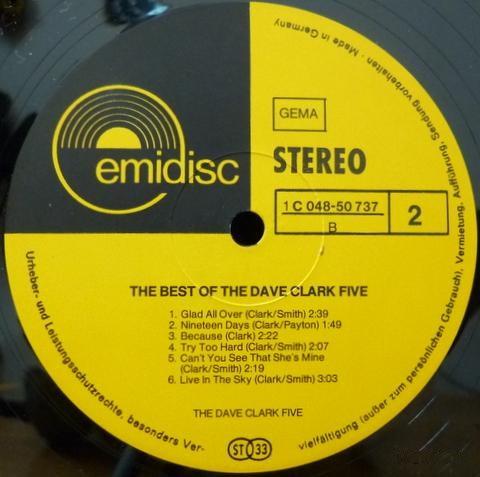 emidisc
GEMA
STEREO
1 C 048-50 737
B
2
THE BEST OF THE DAVE CLARK FIVE
1. Glad All Over (Clark/Smith) 2:39
2. Nineteen Days (Clark/Payton) 1:49
3. Because (Clark) 2:22
4. Try Too Hard (Clark/Smith) 2:07
5. Can't You See That She's Mine
(Clark/Smith) 2:19
6. Live In The Sky (Clark/Smith) 3:03
THE DAVE CLARK FIVE
ST 33
Urheber- und Leistungsschutzrechte, besonders Ver-
vielfältigung (außer zum persönlichen Gebrauch), Vermietung, Aufführung, Sendung vorbehalten · Made in Germany